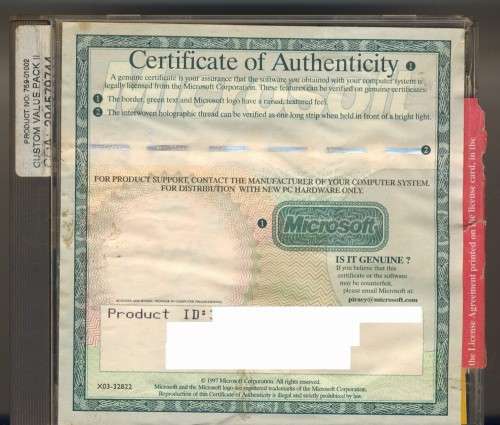 PRODUCT NO. 759-01002
CUSTOM VALUE PACK II
Certificate of Authenticity 1
A genuine certificate is your assurance that the software you obtained with your computer system is
legally licensed from the Microsoft Corporation. These features can be verified on genuine certificates:
1 The border, green text and Microsoft logo have a raised, textured feel.
2 The interwoven holographic thread can be verified as one long strip when held in front of a bright light.
2
FOR PRODUCT SUPPORT, CONTACT THE MANUFACTURER OF YOUR COMPUTER SYSTEM.
FOR DISTRIBUTION WITH NEW PC HARDWARE ONLY.
1 Microsoft
IS IT GENUINE ?
If you believe that this
certificate or the software
may be counterfeit,
please email Microsoft at
piracy@microsoft.com
Product ID:
© 1997 Microsoft Corporation. All rights reserved.
Microsoft and the Microsoft logo are registered trademarks of the Microsoft Corporation.
Reproduction of this Certificate of Authenticity is illegal and strictly prohibited by law.
X03-32822
the License Agreement printed on the license card, in the